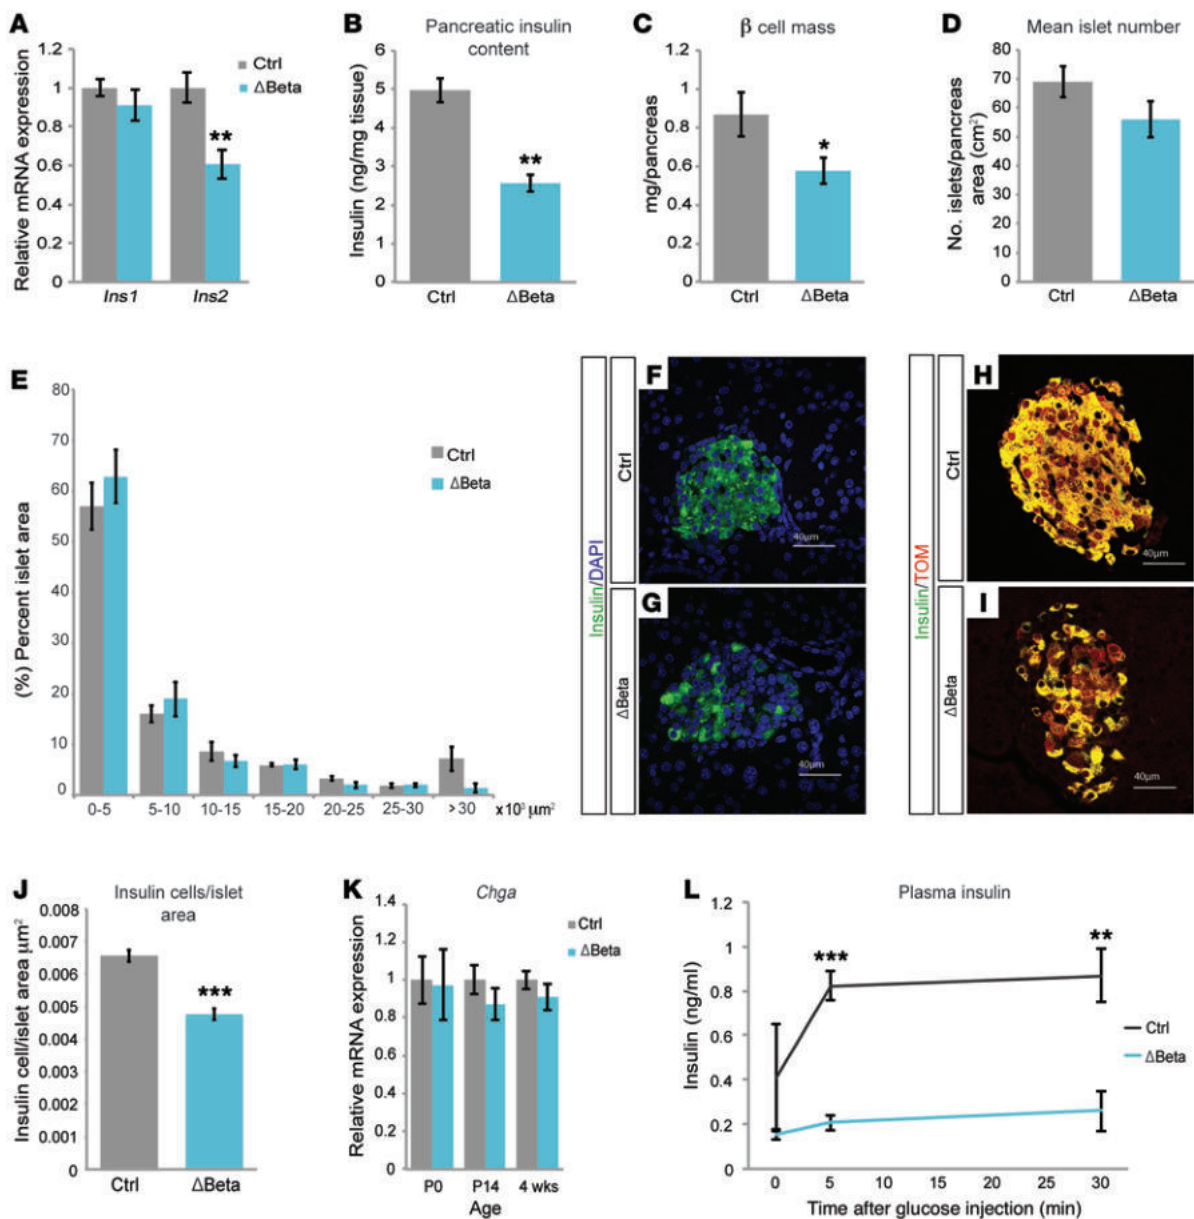 A
Relative mRNA expression
1.2
1
0.8
0.6
0.4
0.2
0
Ctrl
ΔBeta
**
Ins1
Ins2
B
Pancreatic insulin
content
Insulin (ng/mg tissue)
6
5
4
3
2
1
0
**
Ctrl
ΔBeta
C
β cell mass
mg/pancreas
1.2
1
0.8
0.6
0.4
0.2
0
*
Ctrl
ΔBeta
D
Mean islet number
No. islets/pancreas
area (cm²)
80
70
60
50
40
30
20
10
0
Ctrl
ΔBeta
E
(%) Percent islet area
80
70
60
50
40
30
20
10
0
Ctrl
ΔBeta
0-5
5-10
10-15
15-20
20-25
25-30
>30
x10³ µm²
Insulin/DAPI
Ctrl
F
40µm
ΔBeta
G
40µm
Insulin/TOM
Ctrl
H
40µm
ΔBeta
I
40µm
J
Insulin cells/islet
area
Insulin cell/islet area µm²
0.008
0.007
0.006
0.005
0.004
0.003
0.002
0.001
0
***
Ctrl
ΔBeta
K
Chga
Relative mRNA expression
1.4
1.2
1
0.8
0.6
0.4
0.2
0
Ctrl
ΔBeta
P0
P14
4 wks
Age
L
Plasma insulin
Insulin (ng/ml)
1.2
1
0.8
0.6
0.4
0.2
0
***
**
Ctrl
ΔBeta
0
5
10
15
20
25
30
Time after glucose injection (min)